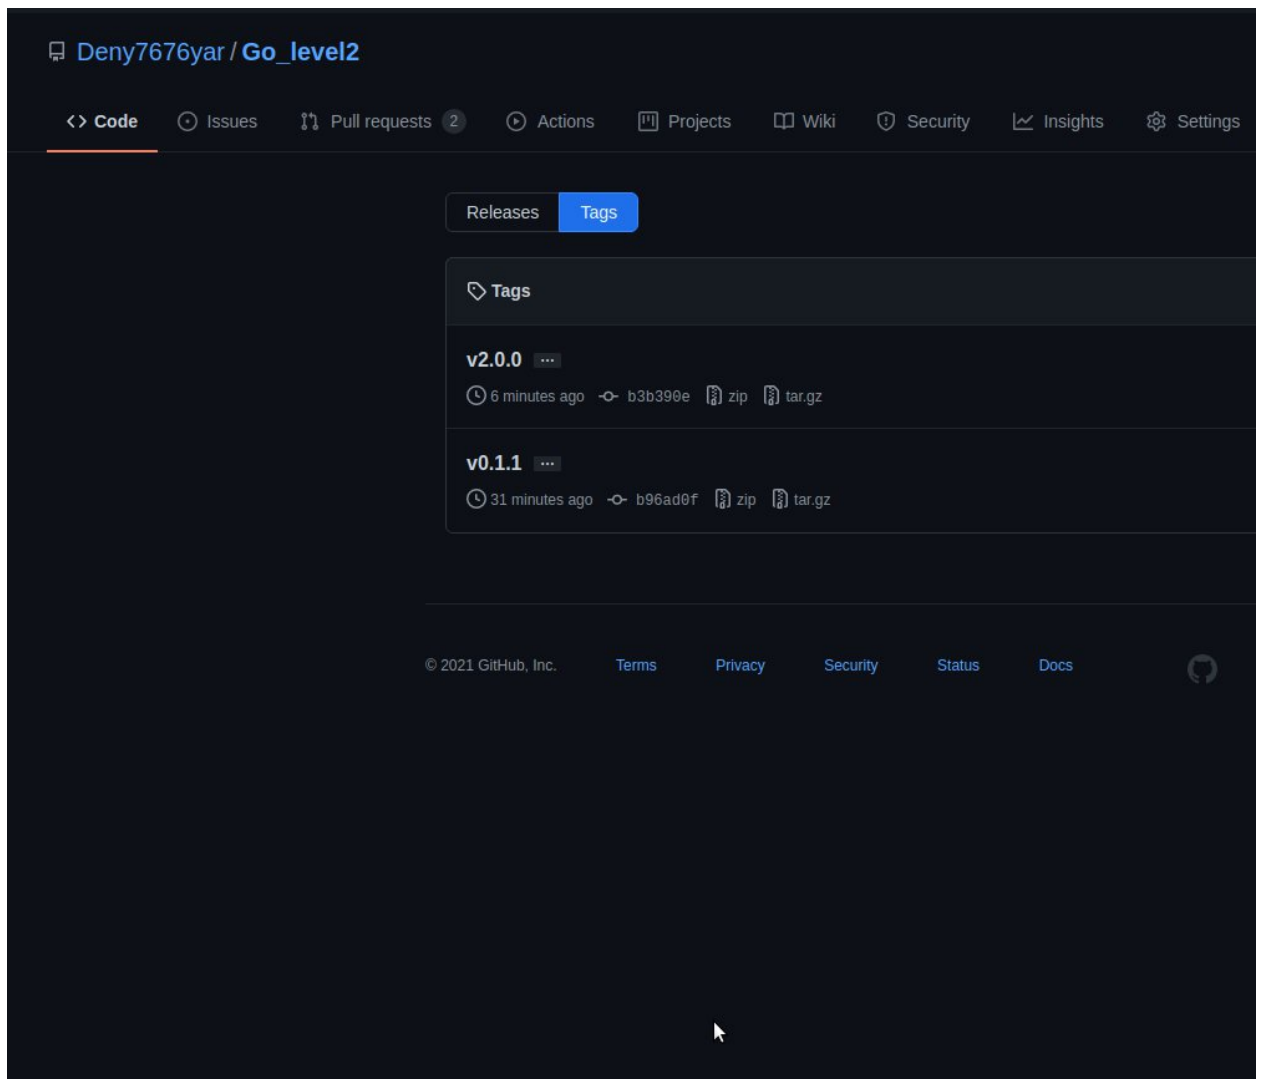 Deny7676yar / Go_level2
Code Issues Pull requests 2 Actions Projects Wiki Security Insights Settings
Releases Tags
Tags
v2.0.0 ...
6 minutes ago b3b390e zip tar.gz
v0.1.1 ...
31 minutes ago b96ad0f zip tar.gz
© 2021 GitHub, Inc. Terms Privacy Security Status Docs